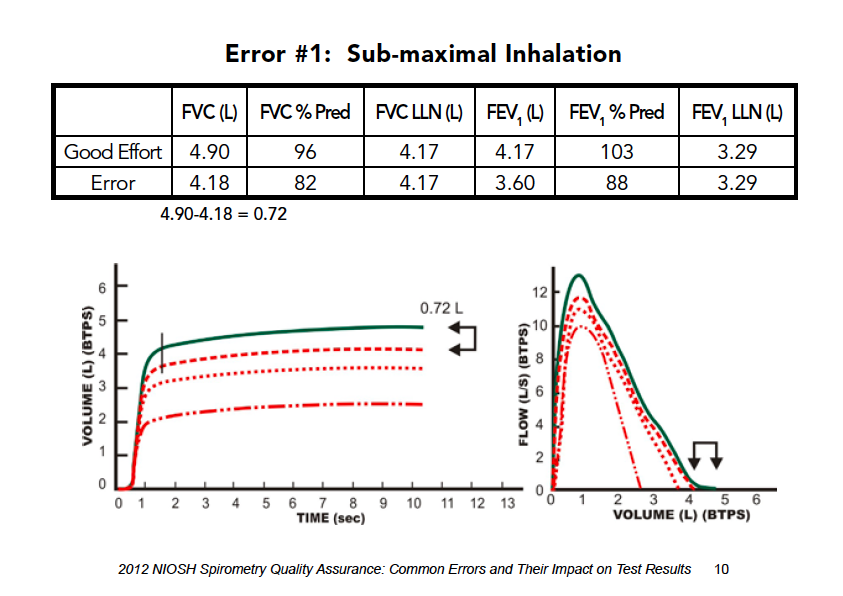 Error #1: Sub-maximal Inhalation
FVC (L) FVC % Pred FVC LLN (L) FEV1 (L) FEV1 % Pred FEV1 LLN (L)
Good Effort 4.90 96 4.17 4.17 103 3.29
Error 4.18 82 4.17 3.60 88 3.29
4.90-4.18 = 0.72
VOLUME (L) (BTPS)
6
5
4
3
2
1
0
0.72 L
0 1 2 3 4 5 6 7 8 9 10 11 12 13
TIME (sec)
FLOW (L/S) (BTPS)
12
10
8
6
4
2
0
0 1 2 3 4 5 6
VOLUME (L) (BTPS)
2012 NIOSH Spirometry Quality Assurance: Common Errors and Their Impact on Test Results 10